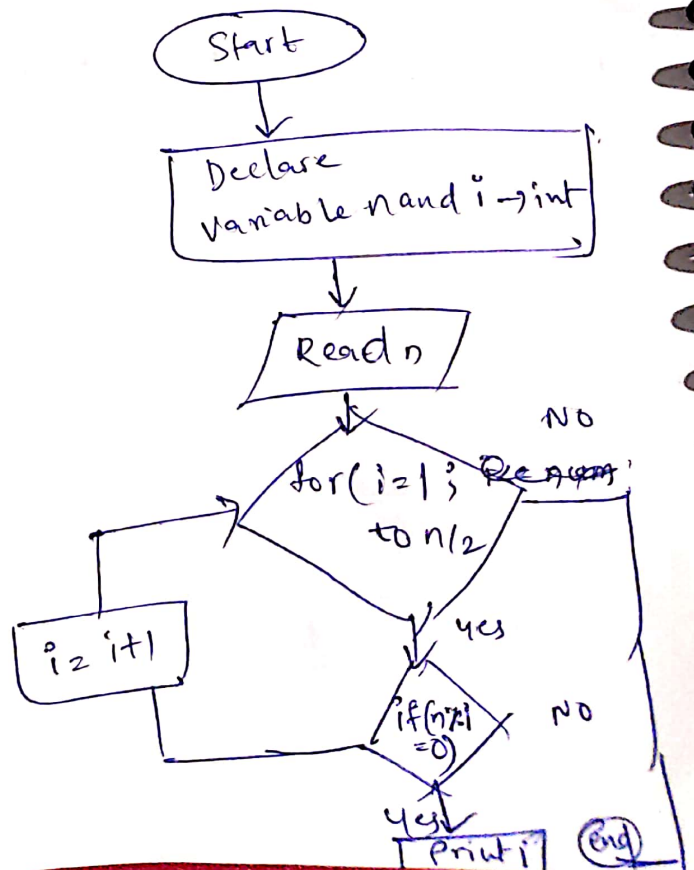 Start
Declare
variable n and i → int
Read n
NO
for(i=1;
to n/2
yes
i = i+1
if(n%i
=0)
NO
yes
Print i
end